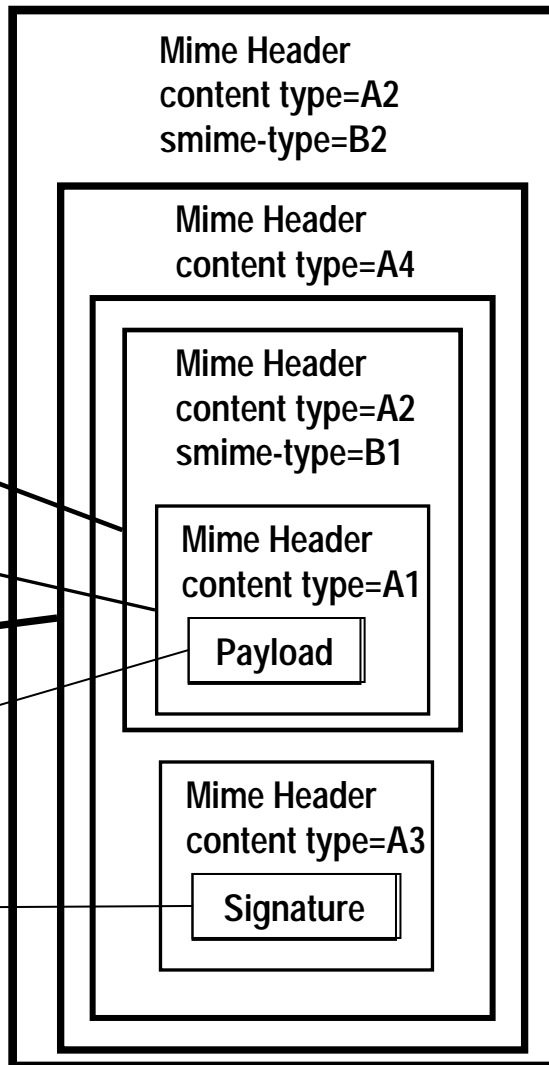 Mime Header
content type=A2
smime-type=B2
Mime Header
content type=A4
Mime Header
content type=A2
smime-type=B1
Mime Header
content type=A1
Payload
Mime Header
content type=A3
Signature